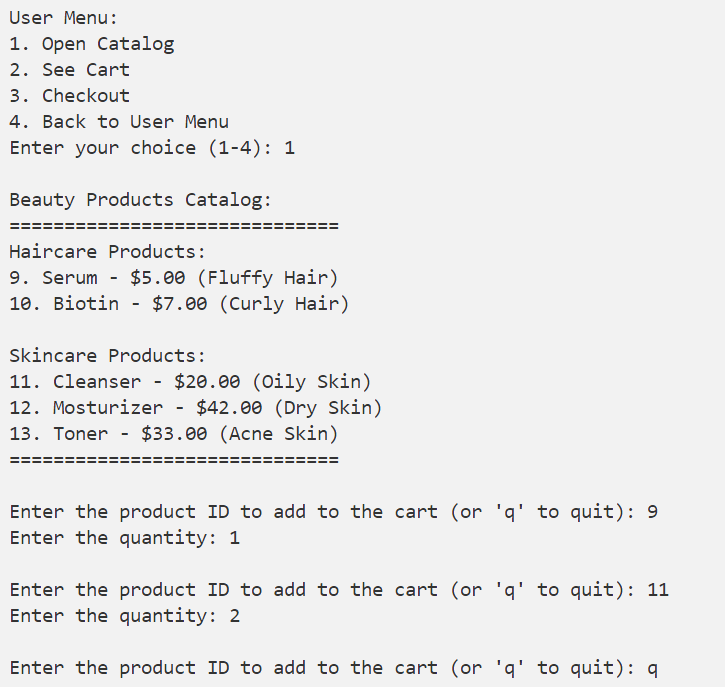 User Menu:
1. Open Catalog
2. See Cart
3. Checkout
4. Back to User Menu
Enter your choice (1-4): 1
Beauty Products Catalog:
==============================
Haircare Products:
9. Serum - $5.00 (Fluffy Hair)
10. Biotin - $7.00 (Curly Hair)
Skincare Products:
11. Cleanser - $20.00 (Oily Skin)
12. Mosturizer - $42.00 (Dry Skin)
13. Toner - $33.00 (Acne Skin)
==============================
Enter the product ID to add to the cart (or 'q' to quit): 9
Enter the quantity: 1
Enter the product ID to add to the cart (or 'q' to quit): 11
Enter the quantity: 2
Enter the product ID to add to the cart (or 'q' to quit): q